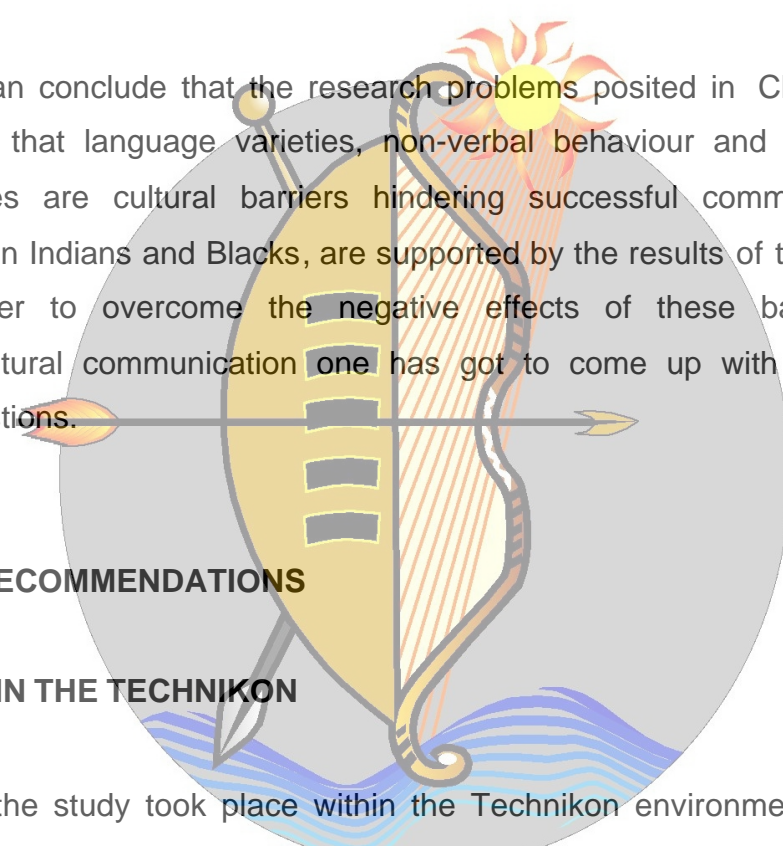 an conclude that the research problems posited in
that language varieties, non-verbal behaviour and
es are cultural barriers hindering successful comm
n Indians and Blacks, are supported by the results of t
er to overcome the negative effects of these ba
tural communication one has got to come up with
tions.
ECOMMENDATIONS
IN THE TECHNIKON
the study took place within the Technikon environme